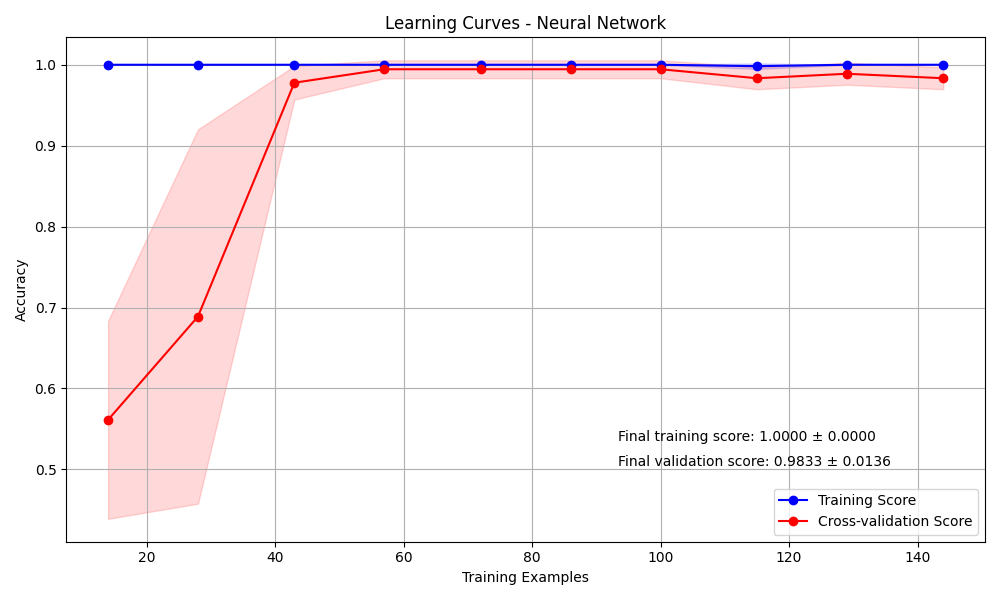 Learning Curves - Neural Network
1.0
0.9
0.8
0.7
0.6
0.5
Accuracy
Final training score: 1.0000 ± 0.0000
Final validation score: 0.9833 ± 0.0136
Training Score
Cross-validation Score
20 40 60 80 100 120 140
Training Examples